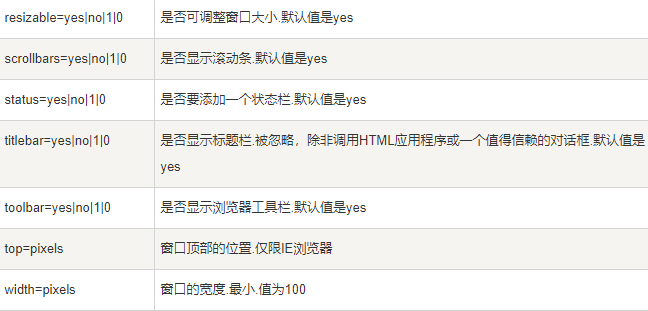 resizable=yes|no|1|0 是否可调整窗口大小.默认值是yes
scrollbars=yes|no|1|0 是否显示滚动条.默认值是yes
status=yes|no|1|0 是否要添加一个状态栏.默认值是yes
titlebar=yes|no|1|0 是否显示标题栏.被忽略，除非调用HTML应用程序或一个值得信赖的对话框.默认值是
yes
toolbar=yes|no|1|0 是否显示浏览器工具栏.默认值是yes
top=pixels 窗口顶部的位置.仅限IE浏览器
width=pixels 窗口的宽度.最小.值为100